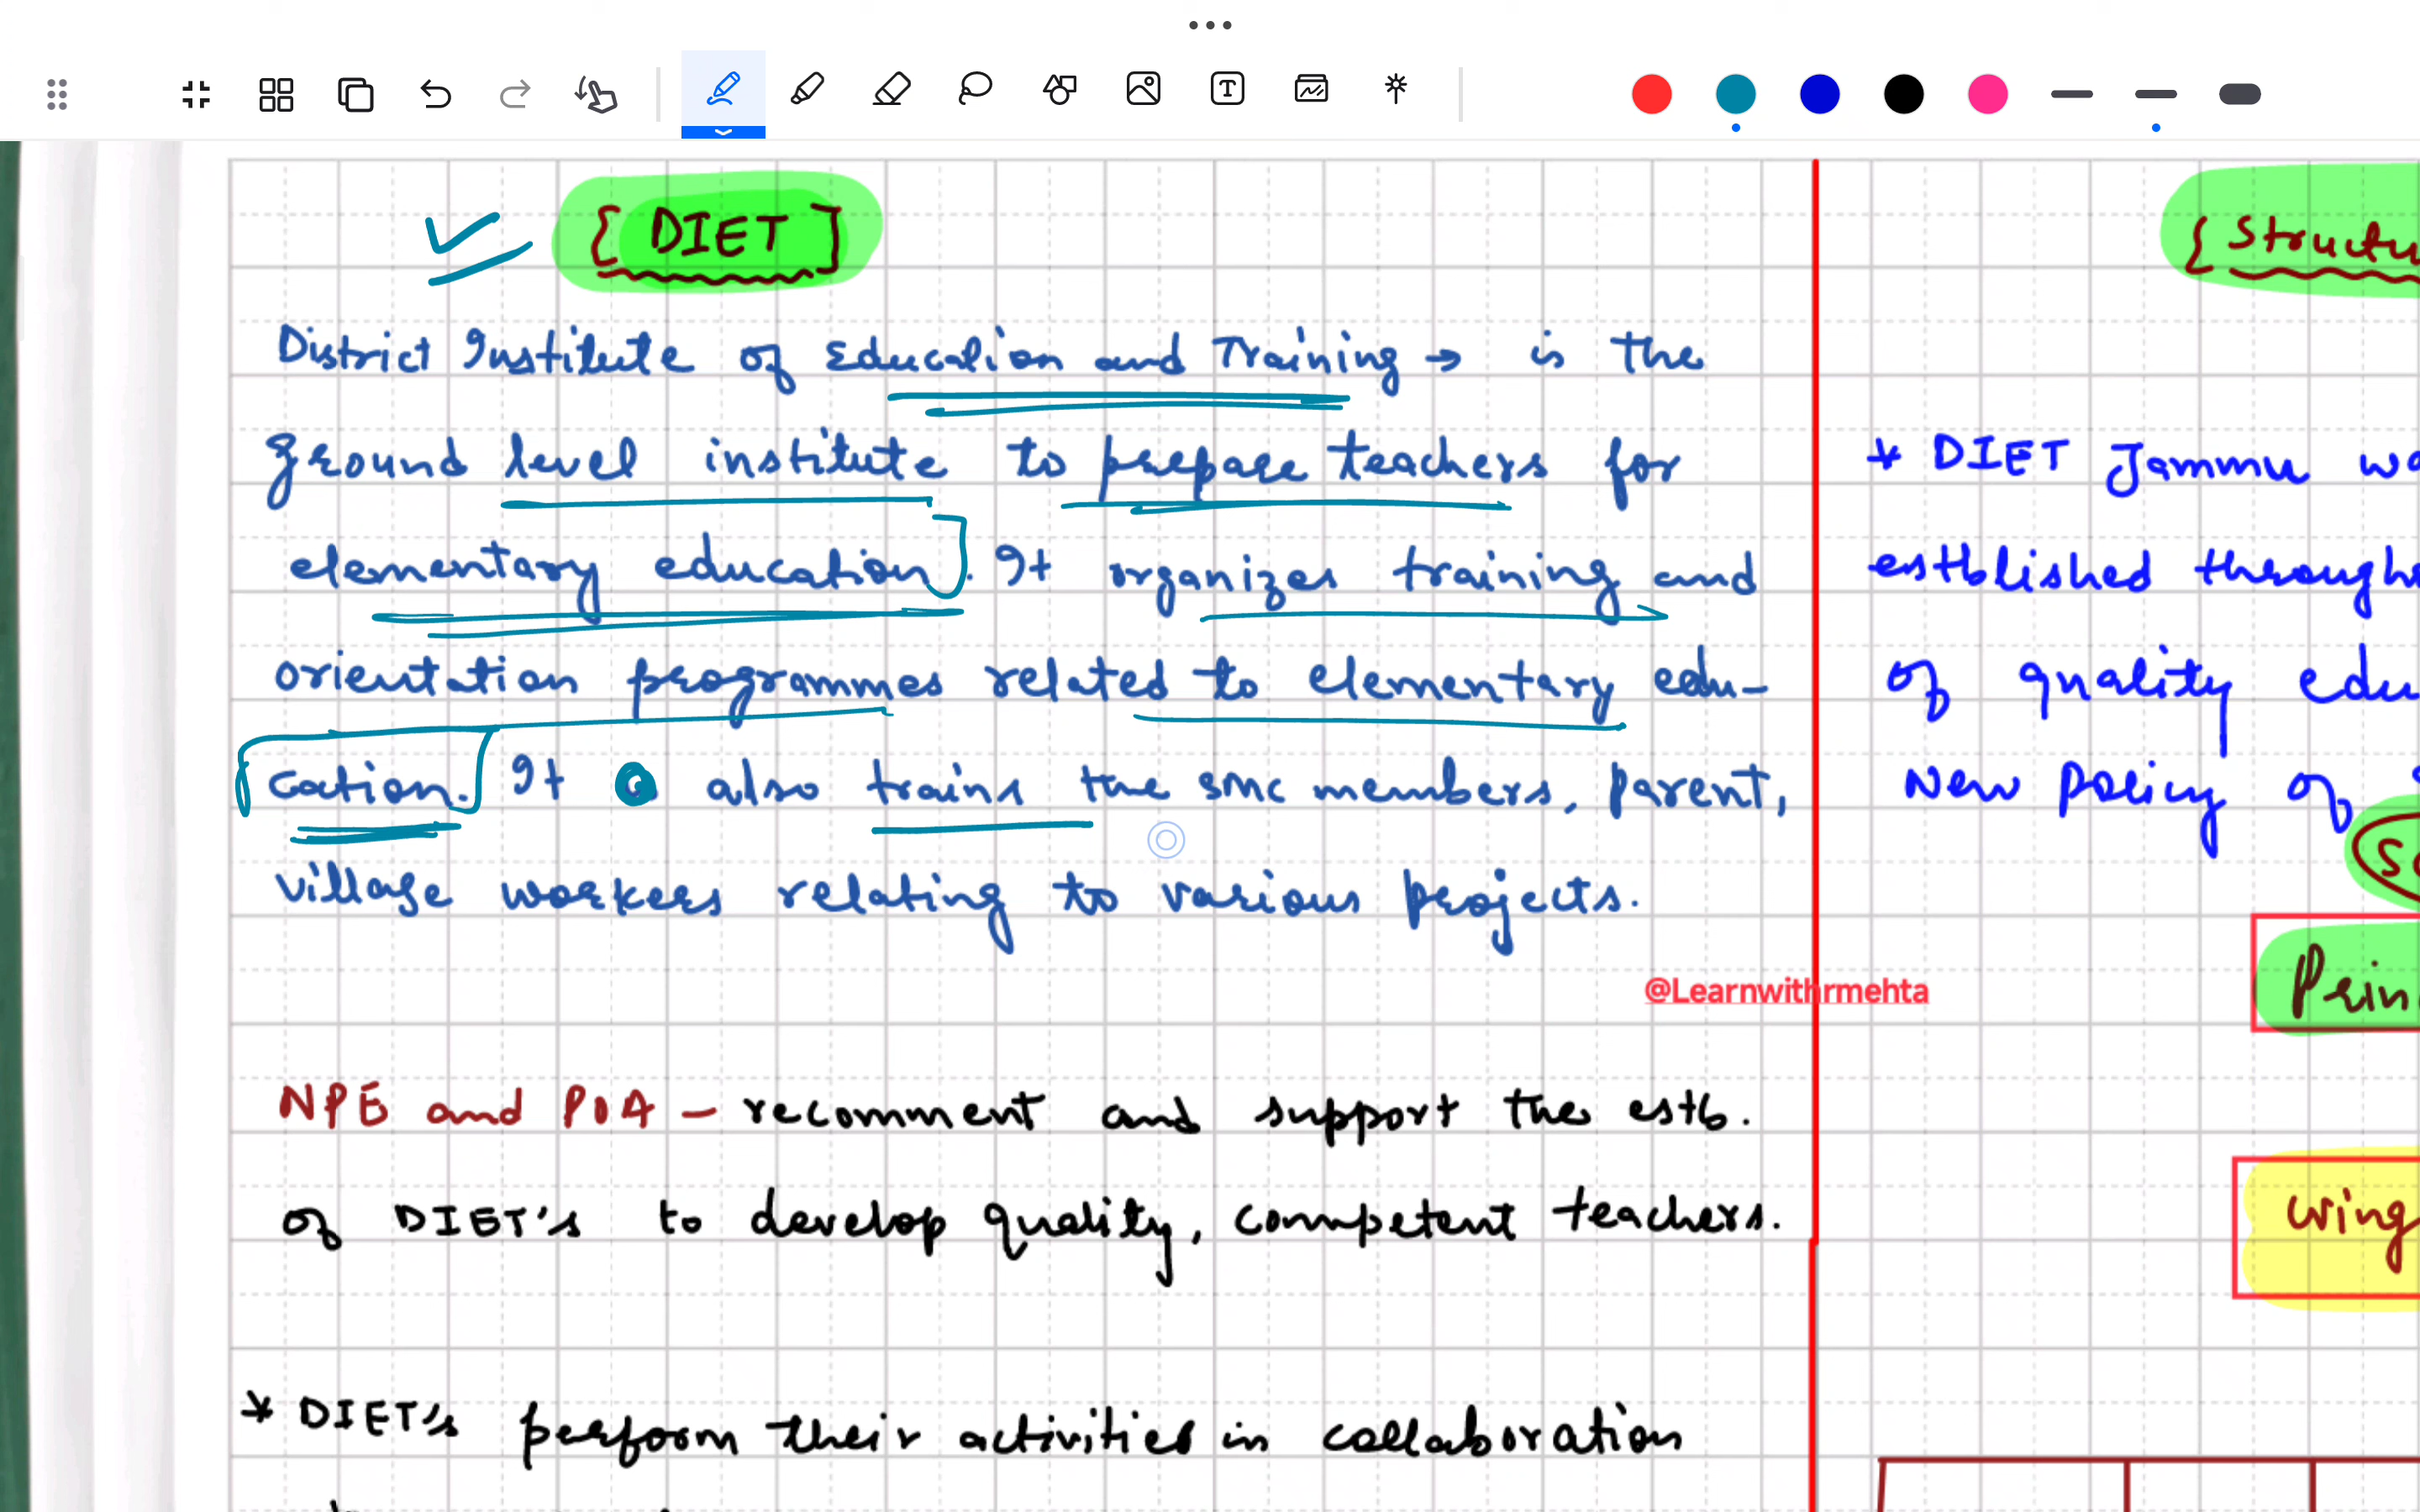 { DIET ]
District Institute of Education and Training → is the
ground level institute to prepare teachers for
elementary education. It organizes training and
orientation programmes related to elementary edu-
cation. It also trains the smc members, parent,
village workers relating to various projects.
@Learnwithrmehta
NPE and POA – recomment and support the estb.
of DIET's to develop quality, competent teachers.
* DIET's perform their activities in collaboration
{ Structu
* DIET Jammu wa
estblished througho
of quality edu
New Policy of
Prin
Wing